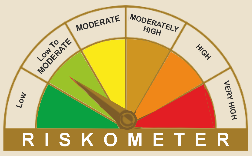 Low
Low To
MODERATE
MODERATE
MODERATELY
HIGH
HIGH
VERY HIGH
RISKOMETER